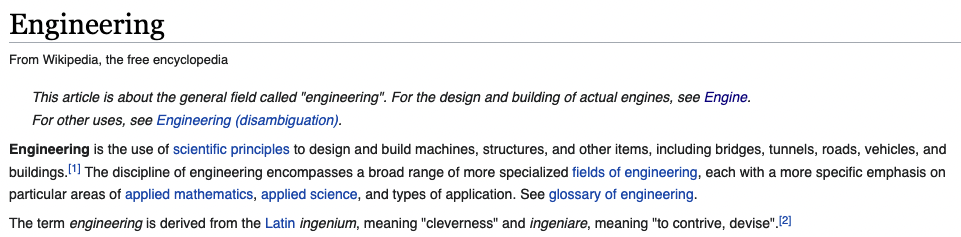 Engineering
From Wikipedia, the free encyclopedia
This article is about the general field called "engineering". For the design and building of actual engines, see Engine.
For other uses, see Engineering (disambiguation).
Engineering is the use of scientific principles to design and build machines, structures, and other items, including bridges, tunnels, roads, vehicles, and
buildings.[1] The discipline of engineering encompasses a broad range of more specialized fields of engineering, each with a more specific emphasis on
particular areas of applied mathematics, applied science, and types of application. See glossary of engineering.
The term engineering is derived from the Latin ingenium, meaning "cleverness" and ingeniare, meaning "to contrive, devise".[2]